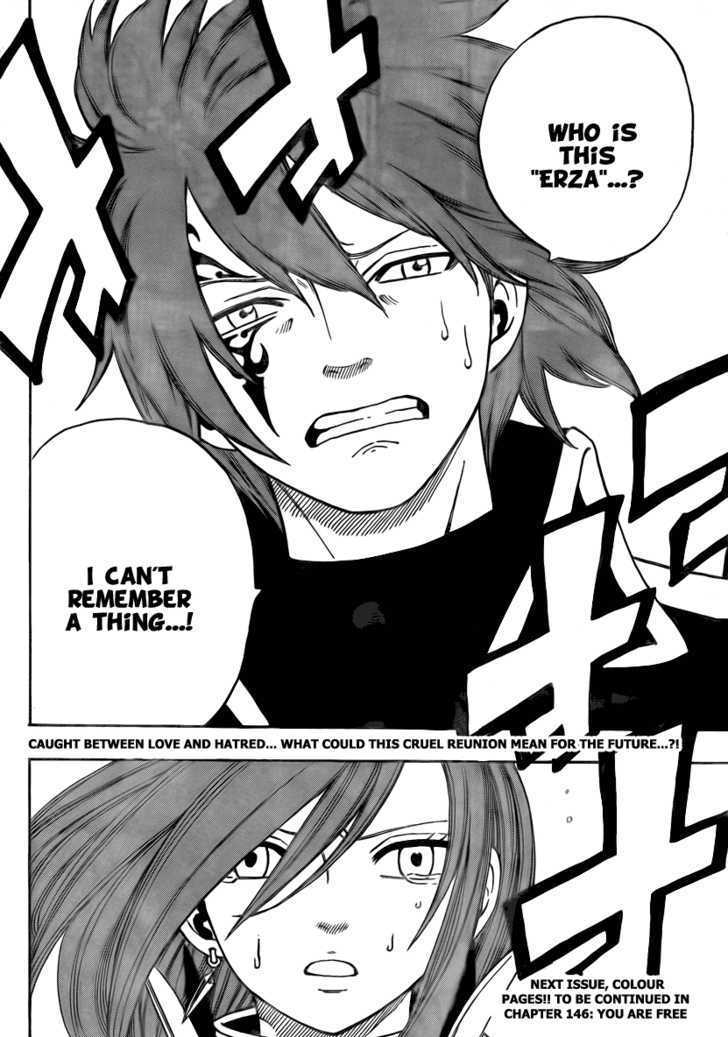 WHO IS
THIS
"ERZA"...?
I CAN'T
REMEMBER
A THING...!
CAUGHT BETWEEN LOVE AND HATRED... WHAT COULD THIS CRUEL REUNION MEAN FOR THE FUTURE...?!
NEXT ISSUE, COLOUR
PAGES!! TO BE CONTINUED IN
CHAPTER 146: YOU ARE FREE